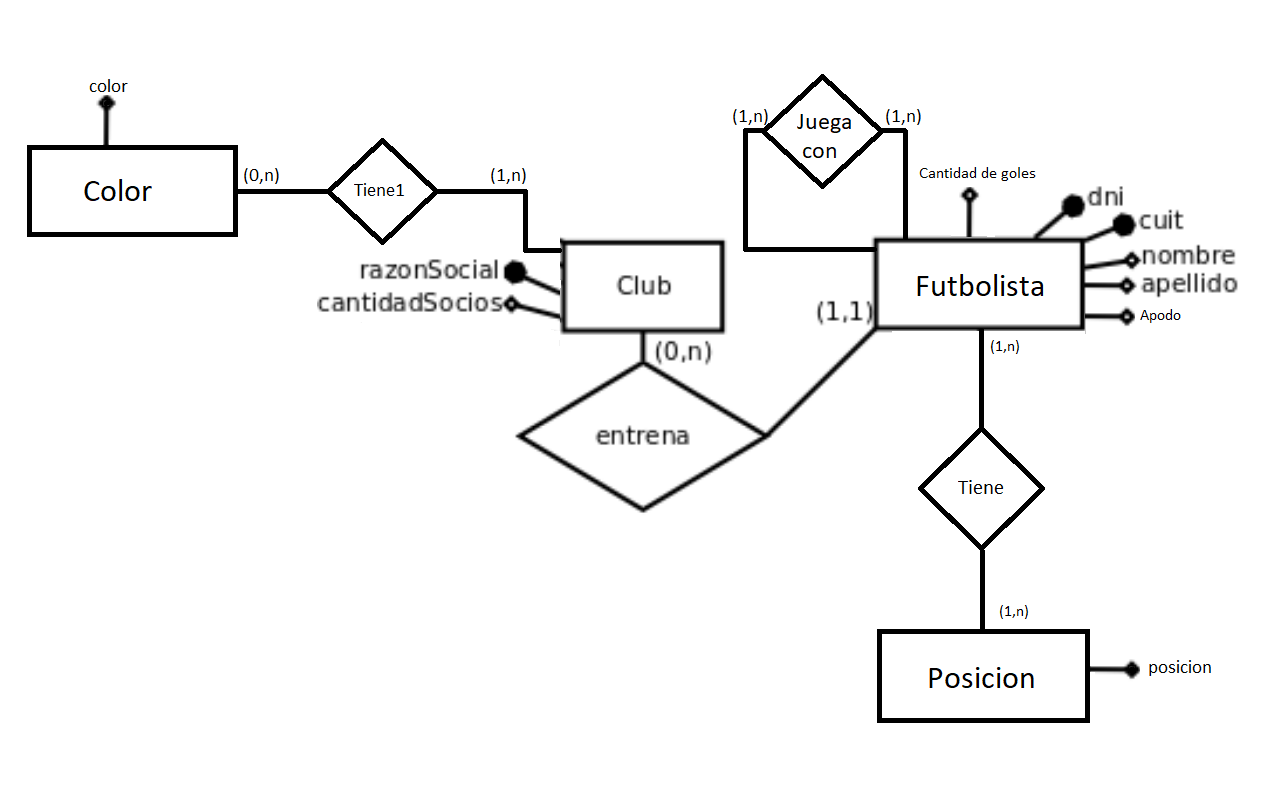 color
Color
(0,n)
Tiene1
(1,n)
razonSocial
cantidadSocios
Club
(0,n)
entrena
(1,1)
(1,n)
Juega
con
(1,n)
Cantidad de goles
dni
cuit
nombre
apellido
Apodo
Futbolista
(1,n)
Tiene
(1,n)
Posicion
posicion